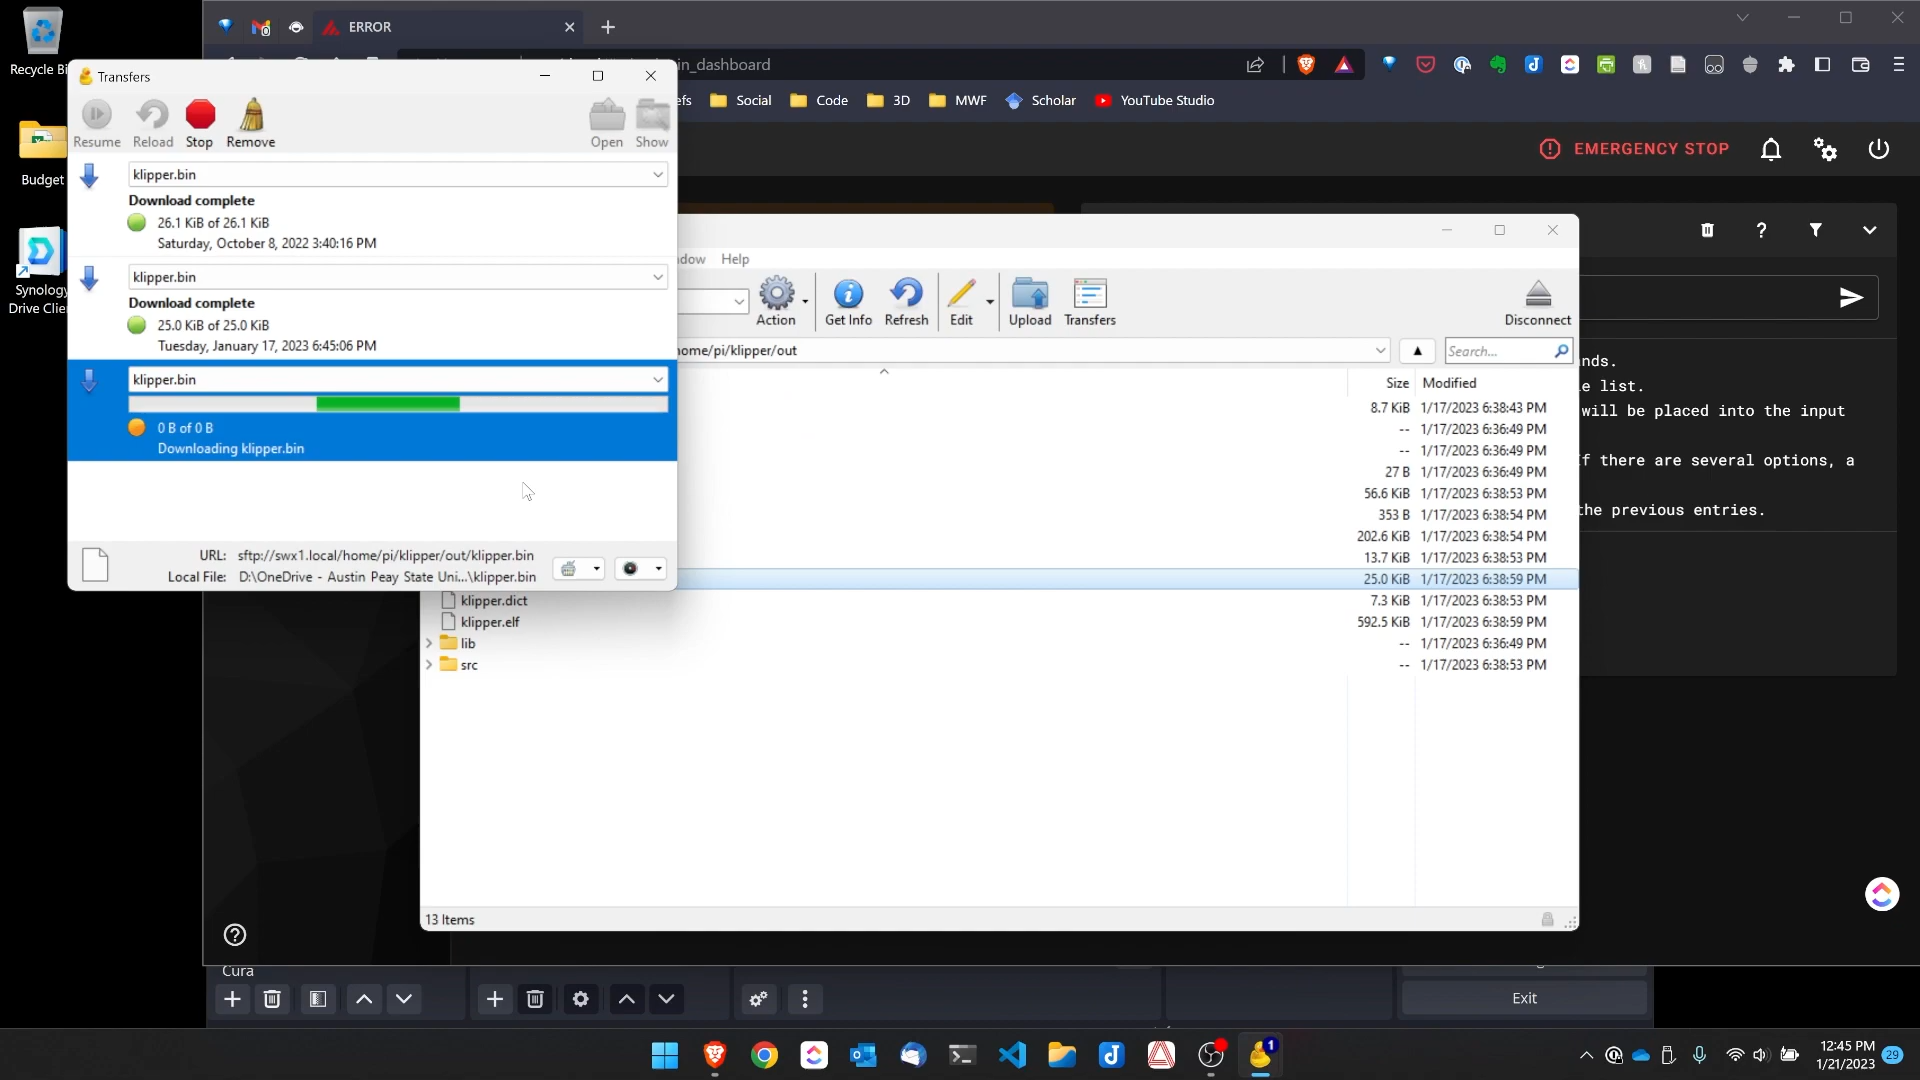 Recycle Bi
Budget
Synology
Drive Clie
ERROR
in_dashboard
efs
Social
Code
3D
MWF
Scholar
YouTube Studio
EMERGENCY STOP
Transfers
Resume
Reload
Stop
Remove
Open
Show
klipper.bin
Download complete
26.1 KiB of 26.1 KiB
Saturday, October 8, 2022 3:40:16 PM
klipper.bin
Download complete
25.0 KiB of 25.0 KiB
Tuesday, January 17, 2023 6:45:06 PM
klipper.bin
0 B of 0 B
Downloading klipper.bin
URL: sftp://swx1.local/home/pi/klipper/out/klipper.bin
Local File: D:\OneDrive - Austin Peay State Uni...\klipper.bin
ndow Help
Action
Get Info
Refresh
Edit
Upload
Transfers
Disconnect
home/pi/klipper/out
Search...
Size Modified
8.7 KiB 1/17/2023 6:38:43 PM
-- 1/17/2023 6:36:49 PM
-- 1/17/2023 6:36:49 PM
27 B 1/17/2023 6:36:49 PM
56.6 KiB 1/17/2023 6:38:53 PM
353 B 1/17/2023 6:38:54 PM
202.6 KiB 1/17/2023 6:38:54 PM
13.7 KiB 1/17/2023 6:38:53 PM
25.0 KiB 1/17/2023 6:38:59 PM
klipper.dict 7.3 KiB 1/17/2023 6:38:53 PM
klipper.elf 592.5 KiB 1/17/2023 6:38:59 PM
lib -- 1/17/2023 6:36:49 PM
src -- 1/17/2023 6:38:53 PM
13 Items
nds.
e list.
will be placed into the input
f there are several options, a
the previous entries.
Cura
Exit
1
12:45 PM
1/21/2023
29